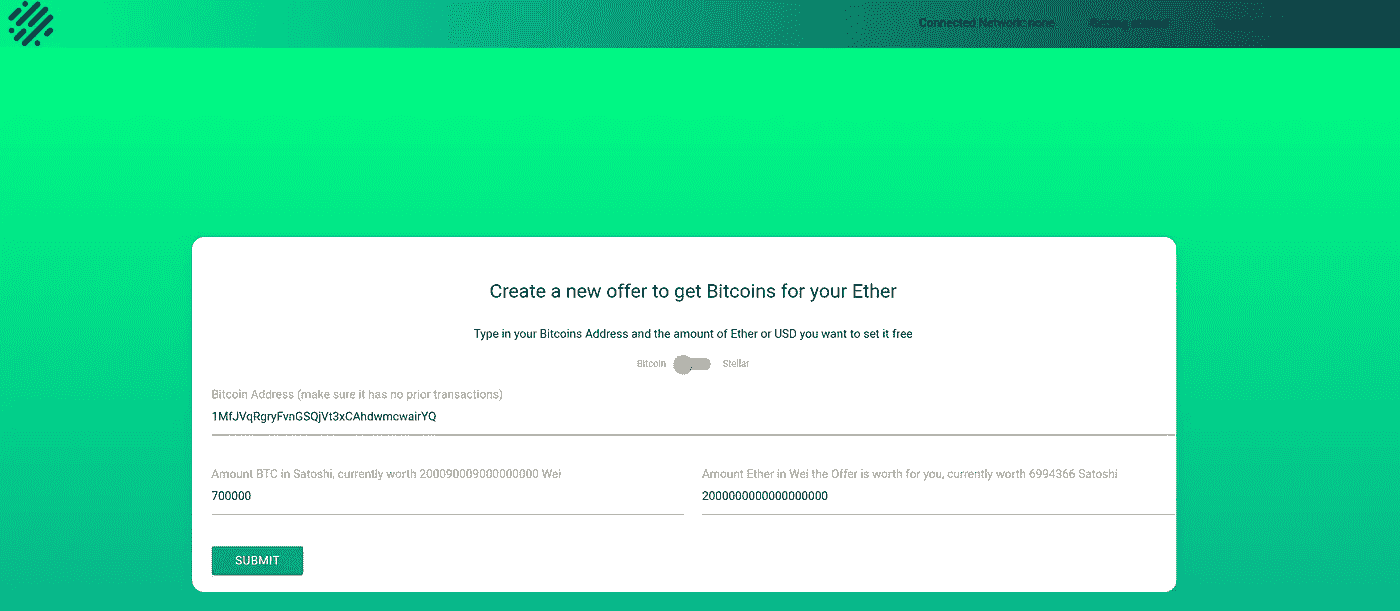 Connected Network: none
Create a new offer to get Bitcoins for your Ether
Type in your Bitcoins Address and the amount of Ether or USD you want to set it free
Bitcoin Stellar
Bitcoin Address (make sure it has no prior transactions)
1MfJVqRgryFvnGSQjVt3xCAhdwmcwairYQ
Amount BTC in Satoshi, currently worth 200090009000000000 Wei Amount Ether in Wei the Offer is worth for you, currently worth 6994366 Satoshi
700000 2000000000000000000
SUBMIT